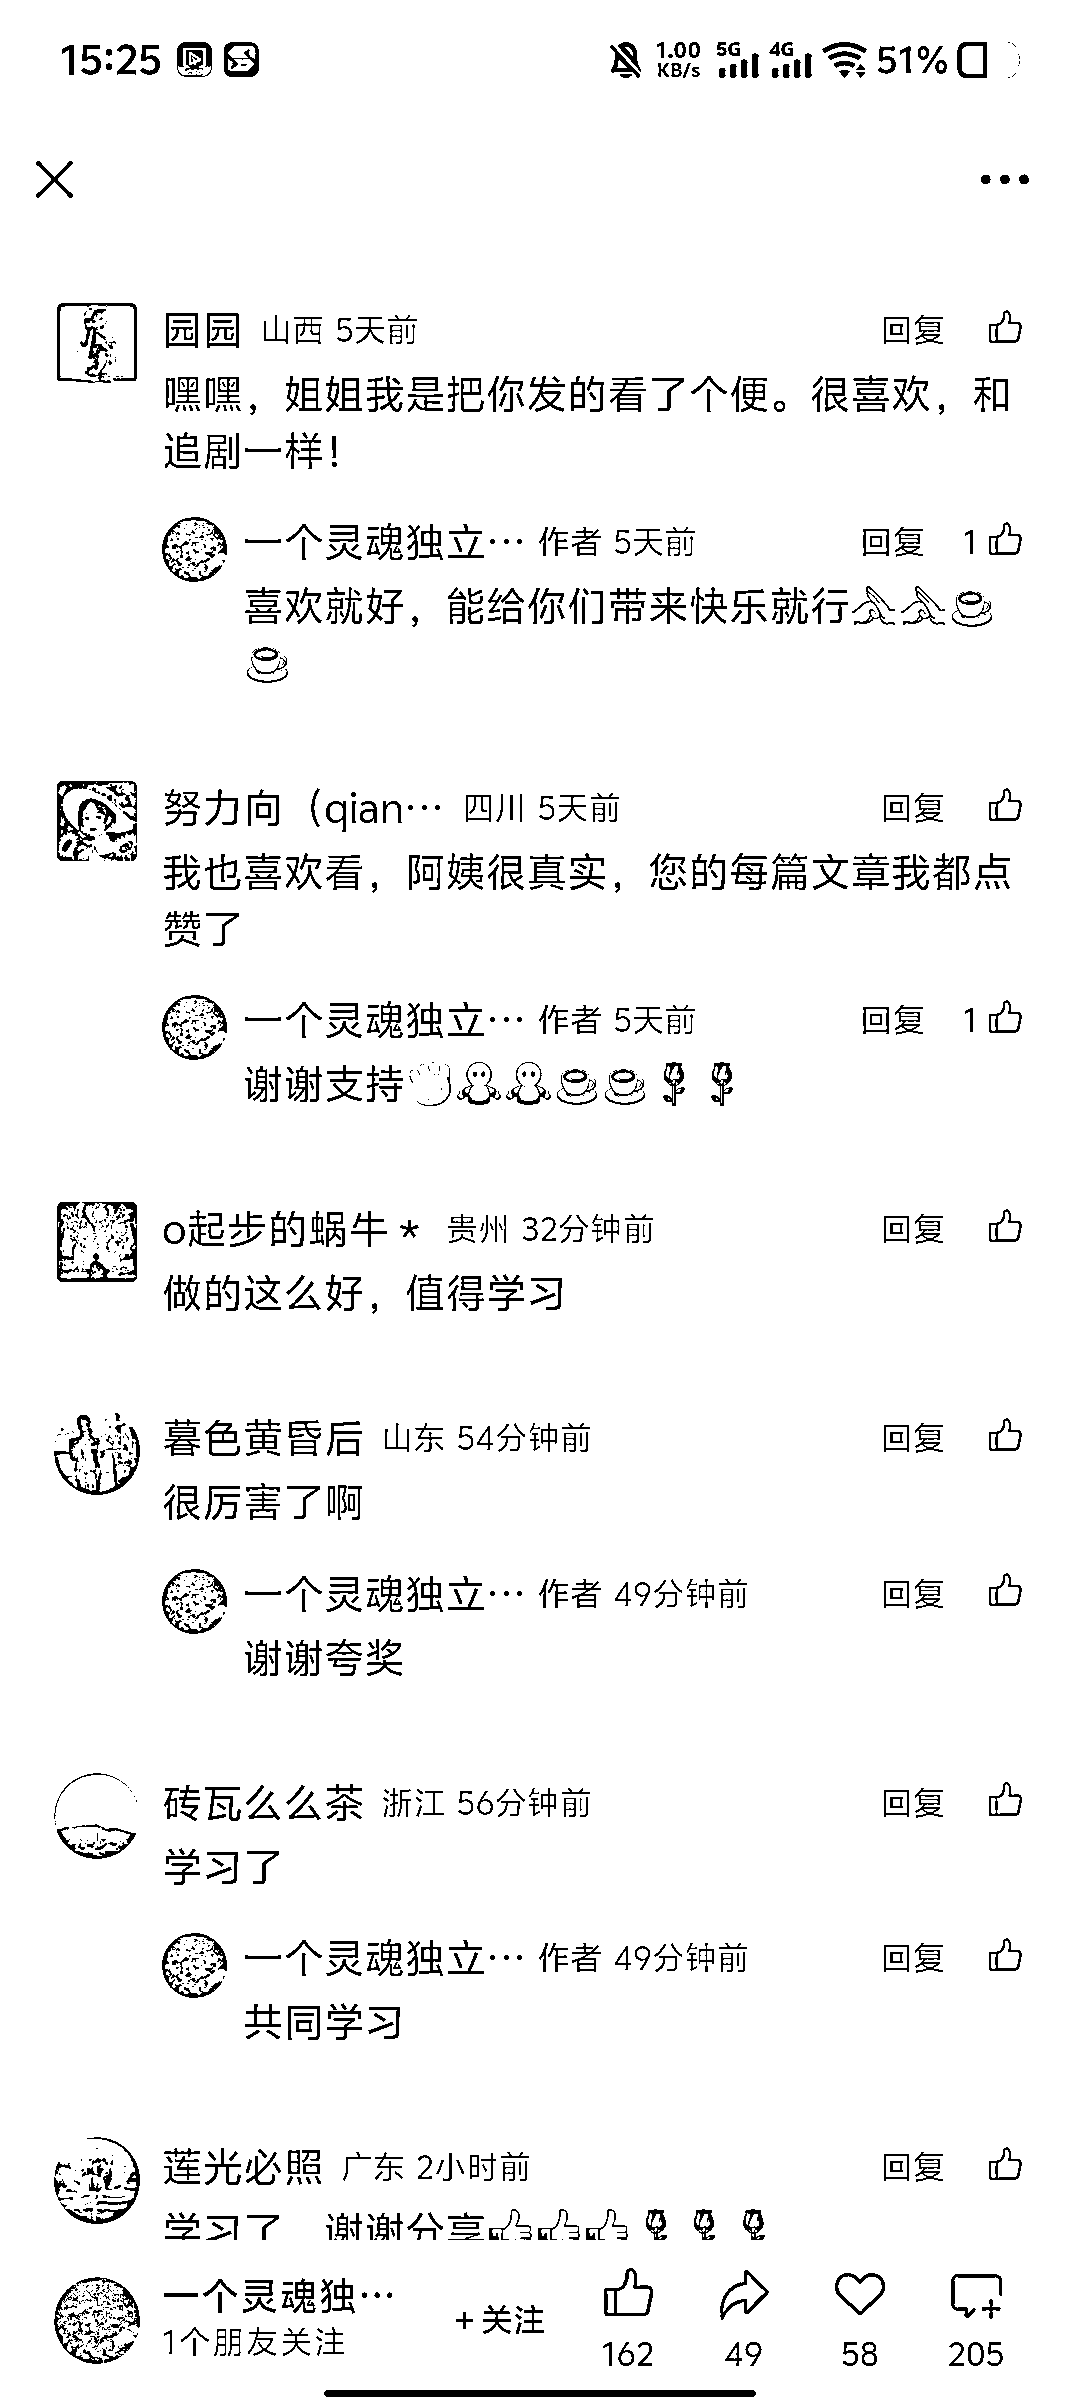 15:25 1.00 KB/s 5G 4G 51%
园园 山西 5天前 回复
嘿嘿，姐姐我是把你发的看了个便。很喜欢，和
追剧一样！
一个灵魂独立… 作者 5天前 回复 1
喜欢就好，能给你们带来快乐就行
努力向（qian… 四川 5天前 回复
我也喜欢看，阿姨很真实，您的每篇文章我都点
赞了
一个灵魂独立… 作者 5天前 回复 1
谢谢支持
o起步的蜗牛★ 贵州 32分钟前 回复
做的这么好，值得学习
暮色黄昏后 山东 54分钟前 回复
很厉害了啊
一个灵魂独立… 作者 49分钟前 回复
谢谢夸奖
砖瓦么么茶 浙江 56分钟前 回复
学习了
一个灵魂独立… 作者 49分钟前 回复
共同学习
莲光必照 广东 2小时前 回复
学习了，谢谢分享
一个灵魂独…
1个朋友关注
+关注
162 49 58 205